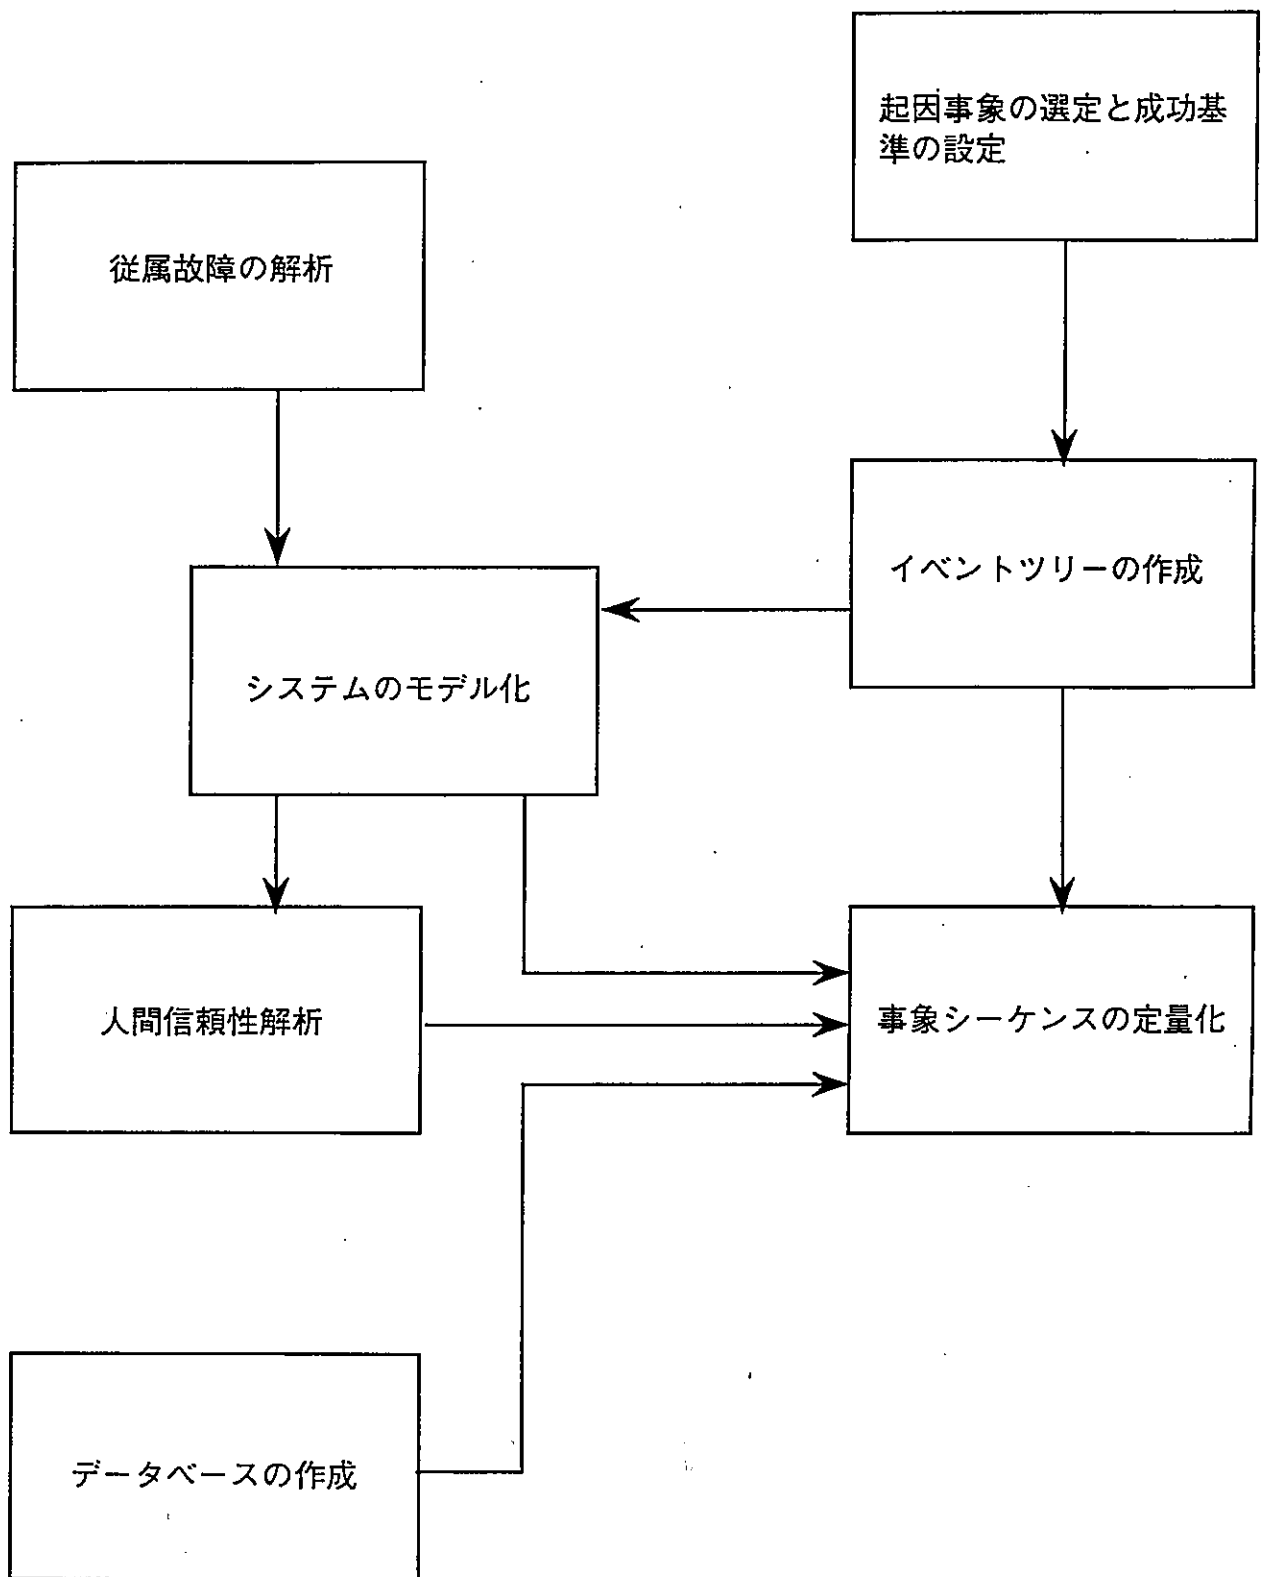 起因事象の選定と成功基
準の設定
従属故障の解析
イベントツリーの作成
システムのモデル化
人間信頼性解析
事象シーケンスの定量化
データベースの作成